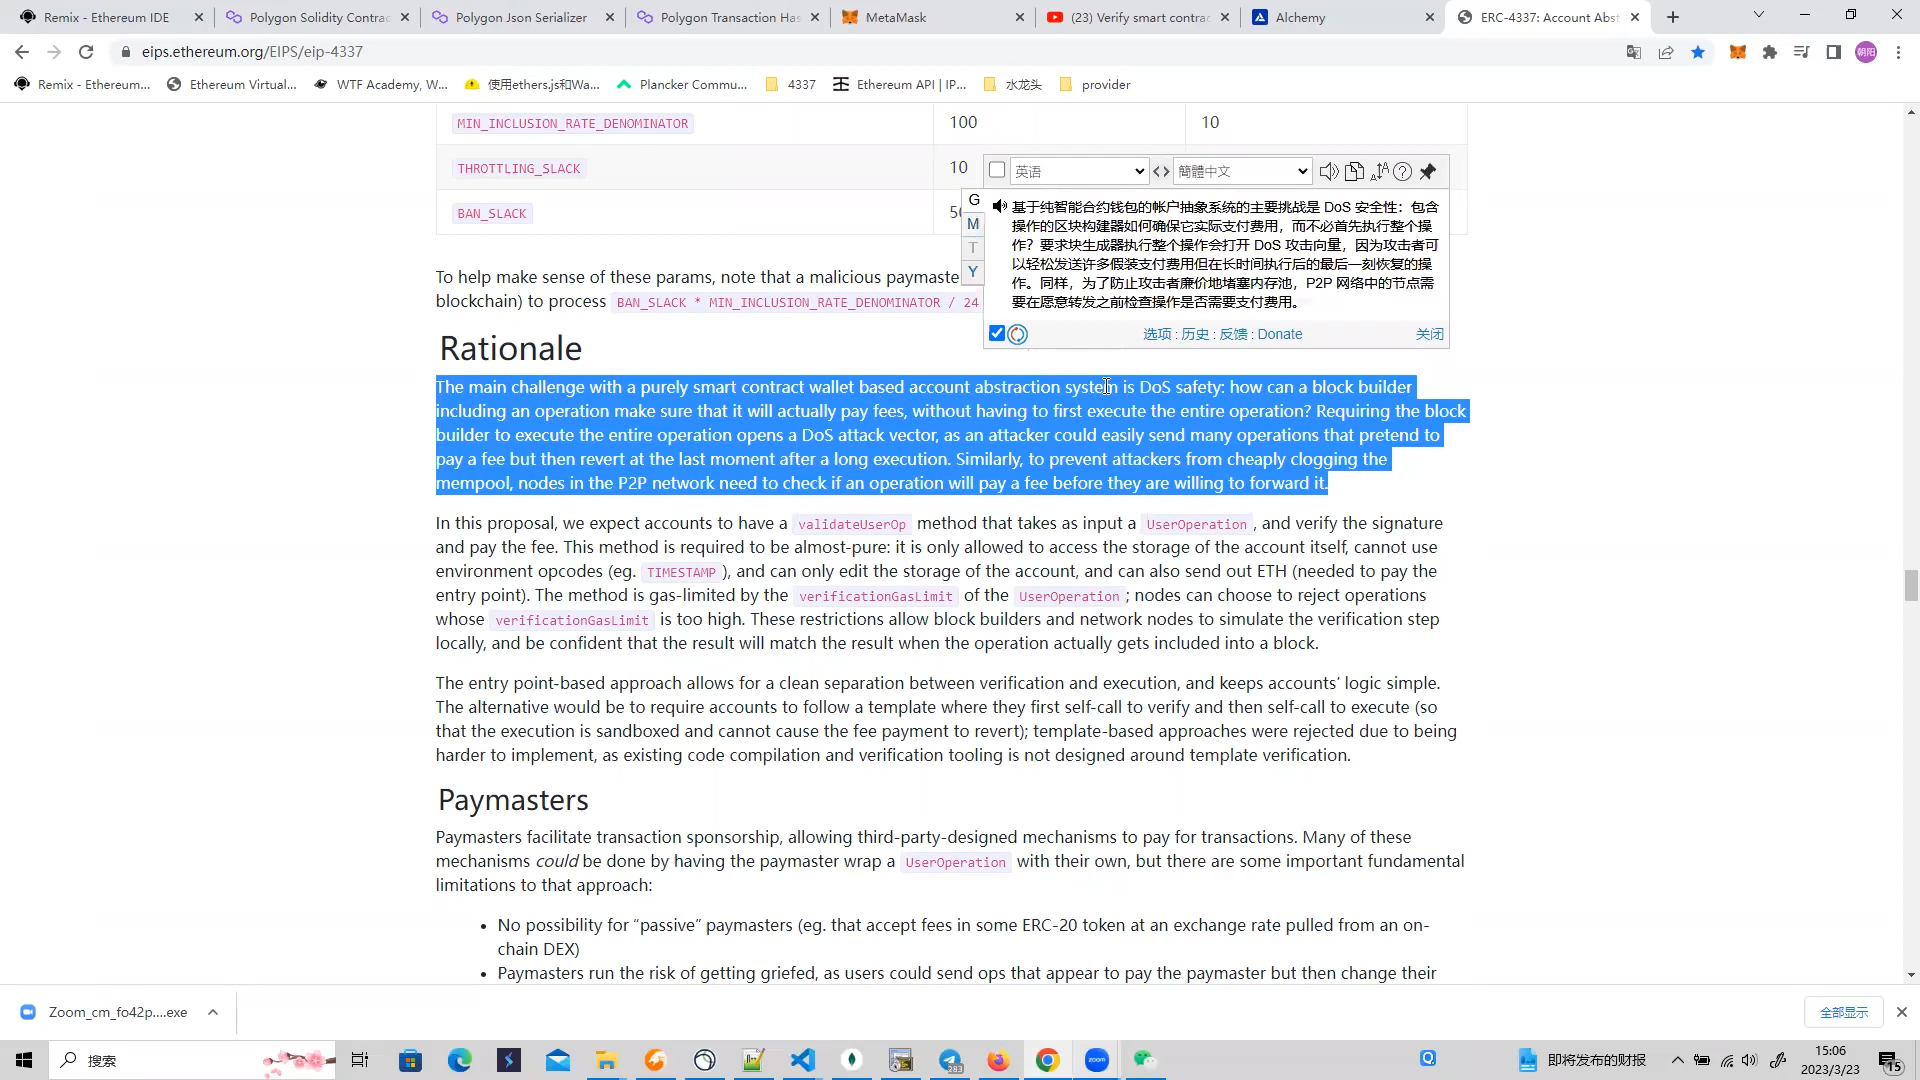 Remix - Ethereum IDE
Polygon Solidity Contrac
Polygon Json Serializer
Polygon Transaction Has
MetaMask
(23) Verify smart contrac
Alchemy
ERC-4337: Account Abst
eips.ethereum.org/EIPS/eip-4337
朝阳
Remix - Ethereum...
Ethereum Virtual...
WTF Academy, W...
使用ethers.js和Wa...
Plancker Commu...
4337
Ethereum API | IP...
水龙头
provider
MIN_INCLUSION_RATE_DENOMINATOR 100 10
THROTTLING_SLACK 10
BAN_SLACK 50
英语 <> 簡體中文
G
M
T
Y
基于纯智能合约钱包的帐户抽象系统的主要挑战是 DoS 安全性：包含
操作的区块构建器如何确保它实际支付费用，而不必首先执行整个操
作？要求块生成器执行整个操作会打开 DoS 攻击向量，因为攻击者可
以轻松发送许多假装支付费用但在长时间执行后的最后一刻恢复的操
作。同样，为了防止攻击者廉价地堵塞内存池，P2P 网络中的节点需
要在愿意转发之前检查操作是否需要支付费用。
选项 : 历史 : 反馈 : Donate 关闭
To help make sense of these params, note that a malicious paymaste
blockchain) to process BAN_SLACK * MIN_INCLUSION_RATE_DENOMINATOR / 24
Rationale
The main challenge with a purely smart contract wallet based account abstraction system is DoS safety: how can a block builder
including an operation make sure that it will actually pay fees, without having to first execute the entire operation? Requiring the block
builder to execute the entire operation opens a DoS attack vector, as an attacker could easily send many operations that pretend to
pay a fee but then revert at the last moment after a long execution. Similarly, to prevent attackers from cheaply clogging the
mempool, nodes in the P2P network need to check if an operation will pay a fee before they are willing to forward it.
In this proposal, we expect accounts to have a validateUserOp method that takes as input a UserOperation, and verify the signature
and pay the fee. This method is required to be almost-pure: it is only allowed to access the storage of the account itself, cannot use
environment opcodes (eg. TIMESTAMP), and can only edit the storage of the account, and can also send out ETH (needed to pay the
entry point). The method is gas-limited by the verificationGasLimit of the UserOperation; nodes can choose to reject operations
whose verificationGasLimit is too high. These restrictions allow block builders and network nodes to simulate the verification step
locally, and be confident that the result will match the result when the operation actually gets included into a block.
The entry point-based approach allows for a clean separation between verification and execution, and keeps accounts’ logic simple.
The alternative would be to require accounts to follow a template where they first self-call to verify and then self-call to execute (so
that the execution is sandboxed and cannot cause the fee payment to revert); template-based approaches were rejected due to being
harder to implement, as existing code compilation and verification tooling is not designed around template verification.
Paymasters
Paymasters facilitate transaction sponsorship, allowing third-party-designed mechanisms to pay for transactions. Many of these
mechanisms could be done by having the paymaster wrap a UserOperation with their own, but there are some important fundamental
limitations to that approach:
• No possibility for “passive” paymasters (eg. that accept fees in some ERC-20 token at an exchange rate pulled from an on-
chain DEX)
• Paymasters run the risk of getting griefed, as users could send ops that appear to pay the paymaster but then change their
Zoom_cm_fo42p....exe
全部显示
搜索
zoom
383
即将发布的财报
15:06
2023/3/23
15